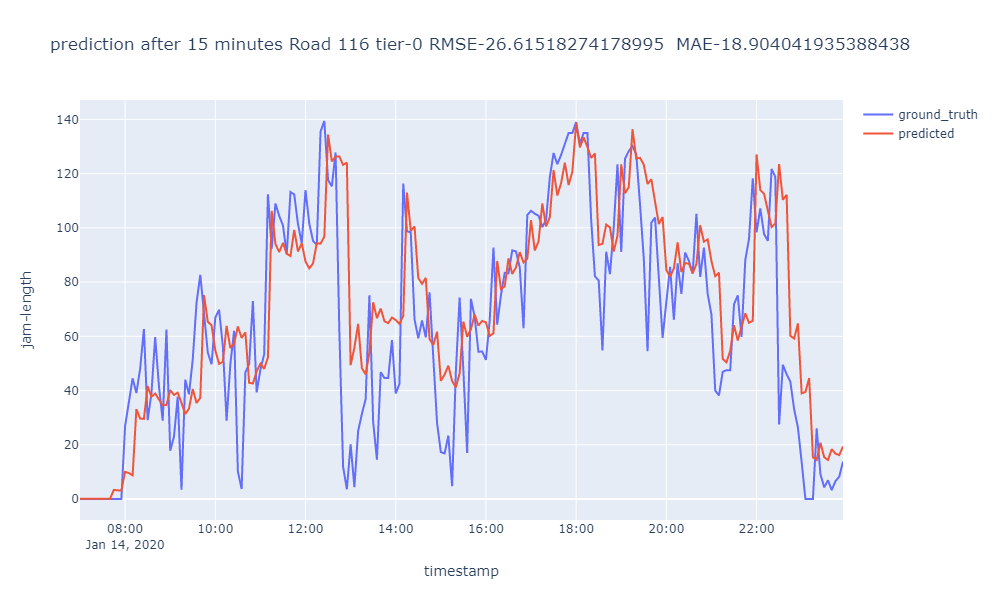 prediction after 15 minutes Road 116 tier-0 RMSE-26.61518274178995  MAE-18.904041935388438
ground_truth
predicted
140
120
100
80
60
40
20
0
jam-length
08:00 10:00 12:00 14:00 16:00 18:00 20:00 22:00
Jan 14, 2020
timestamp